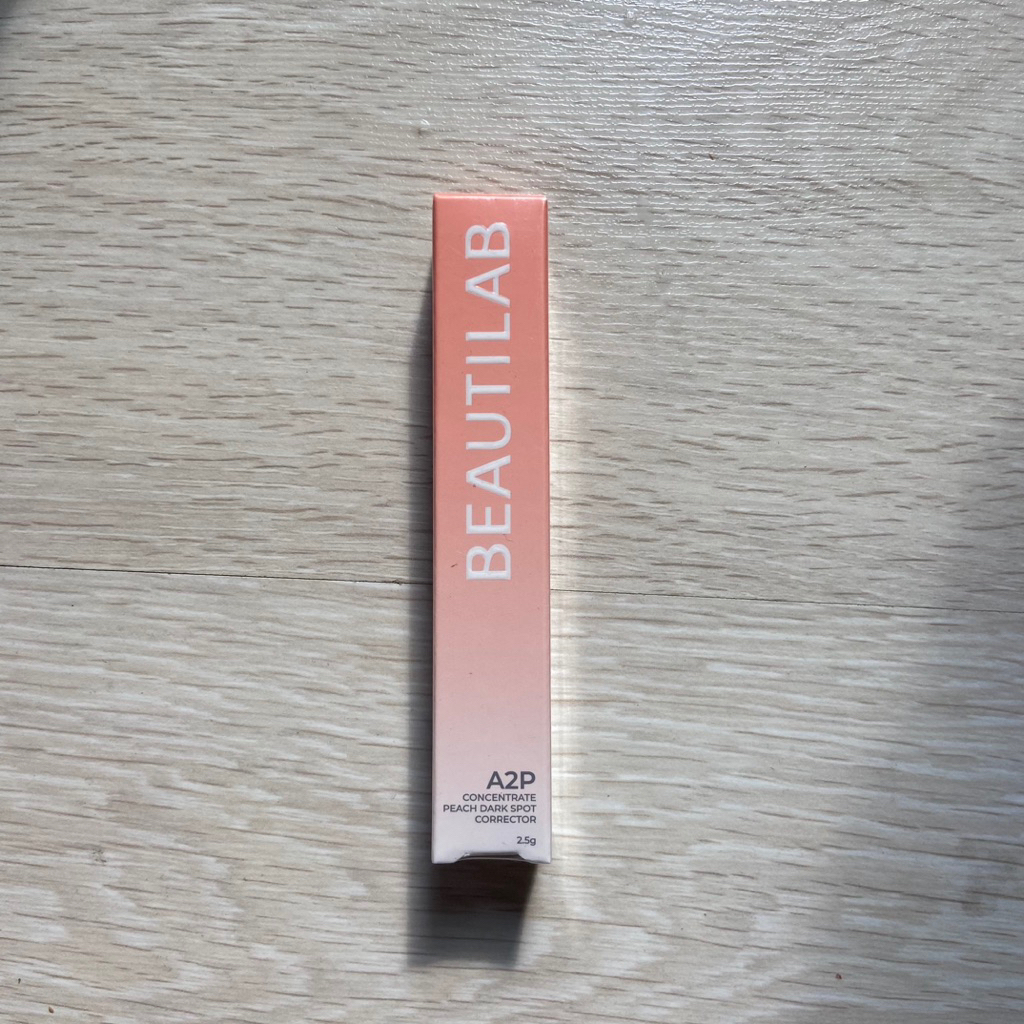 BEAUTILAB
A2P
CONCENTRATE
PEACH DARK SPOT
CORRECTOR
2.5g